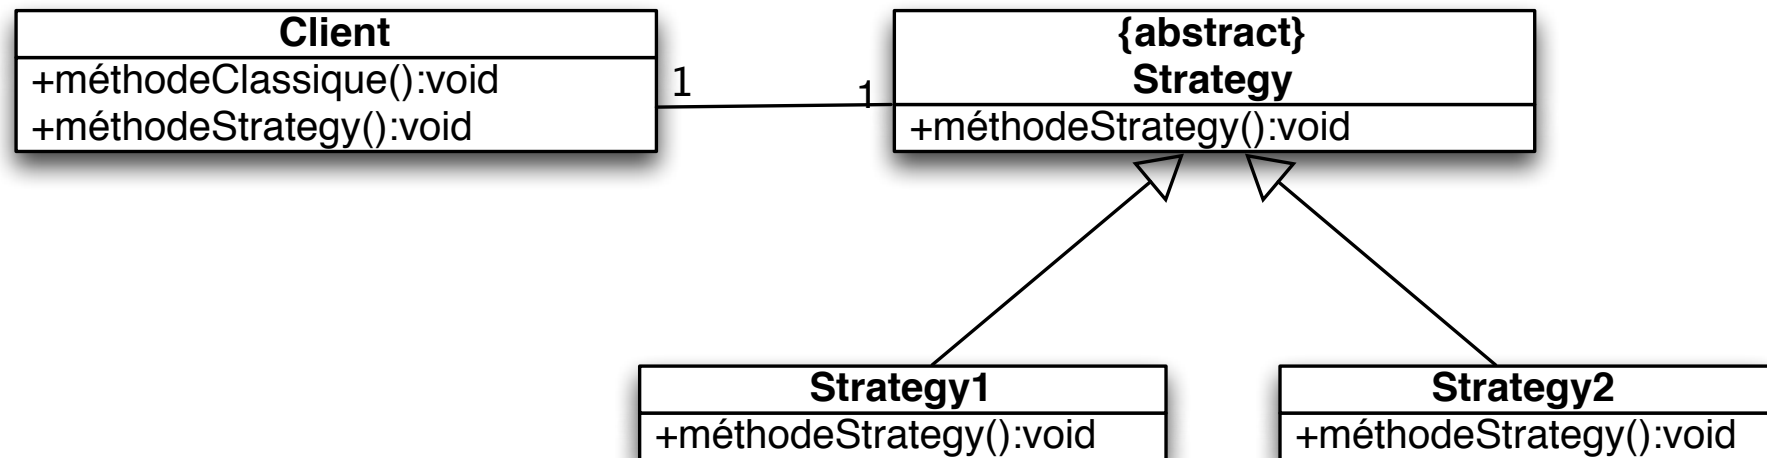 Client
+méthodeClassique():void
+méthodeStrategy():void
1
1
{abstract}
Strategy
+méthodeStrategy():void
Strategy1
+méthodeStrategy():void
Strategy2
+méthodeStrategy():void